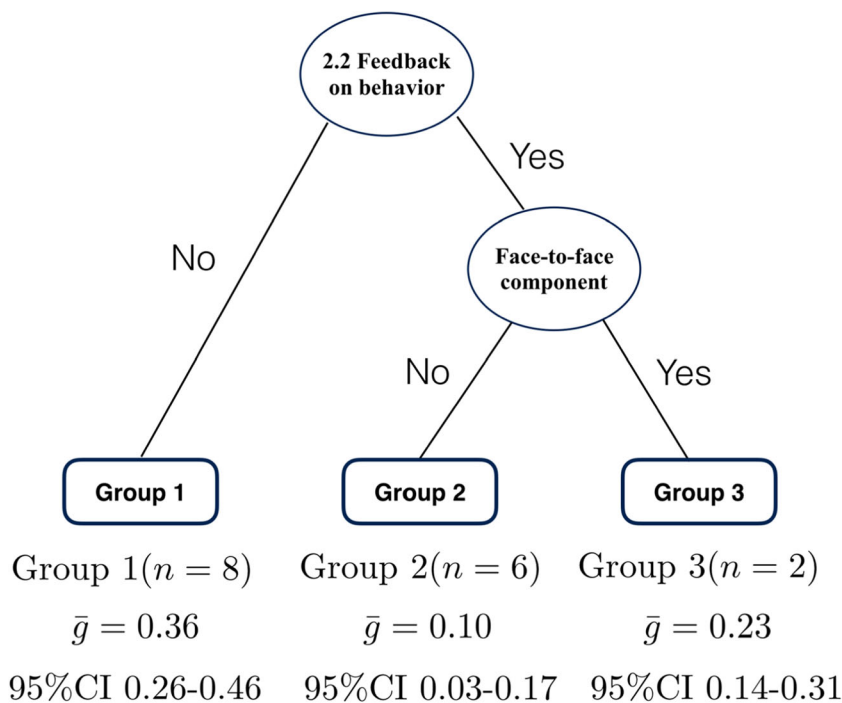 2.2 Feedback
on behavior
Yes
No
Face-to-face
component
No
Yes
Group 1
Group 2
Group 3
Group 1(n = 8)
Group 2(n = 6)
Group 3(n = 2)
ḡ = 0.36
ḡ = 0.10
ḡ = 0.23
95%CI 0.26-0.46
95%CI 0.03-0.17
95%CI 0.14-0.31